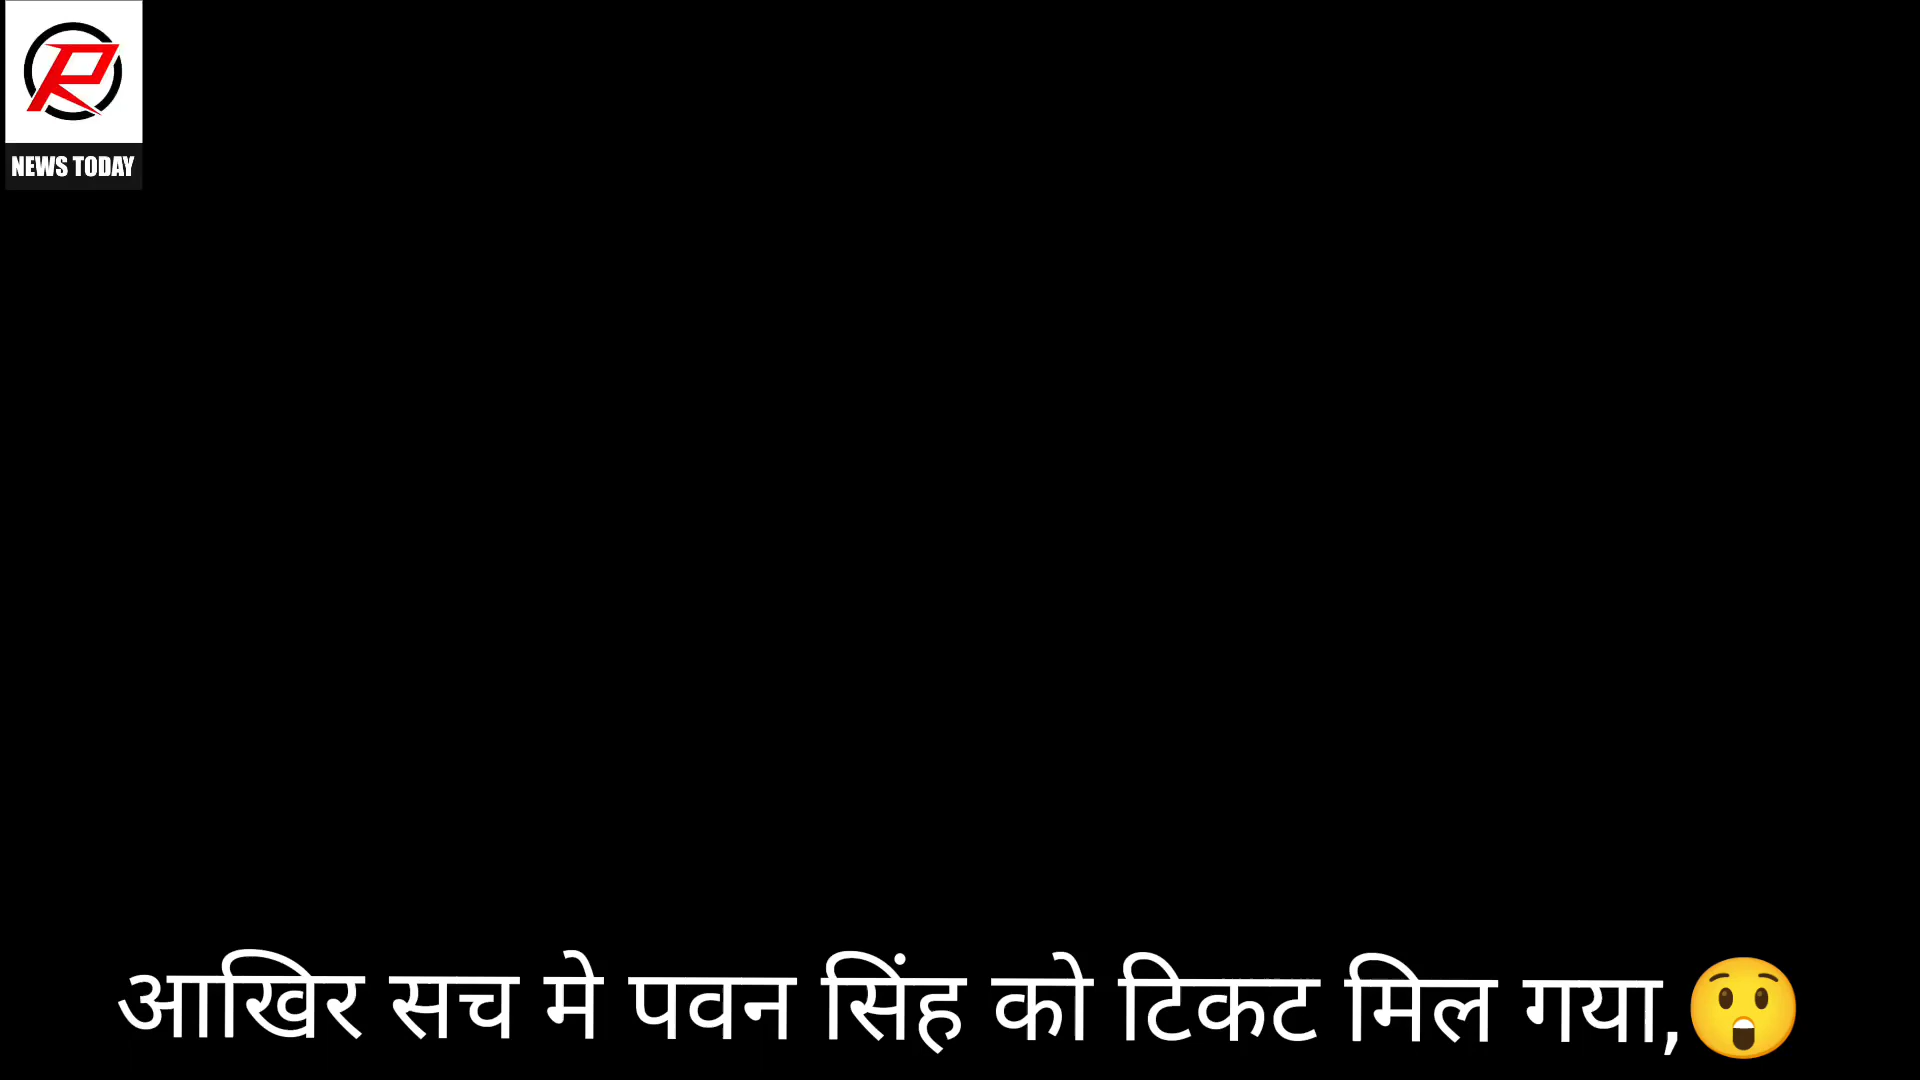 NEWS TODAY
आखिर सच मे पवन सिंह को टिकट मिल गया,😲